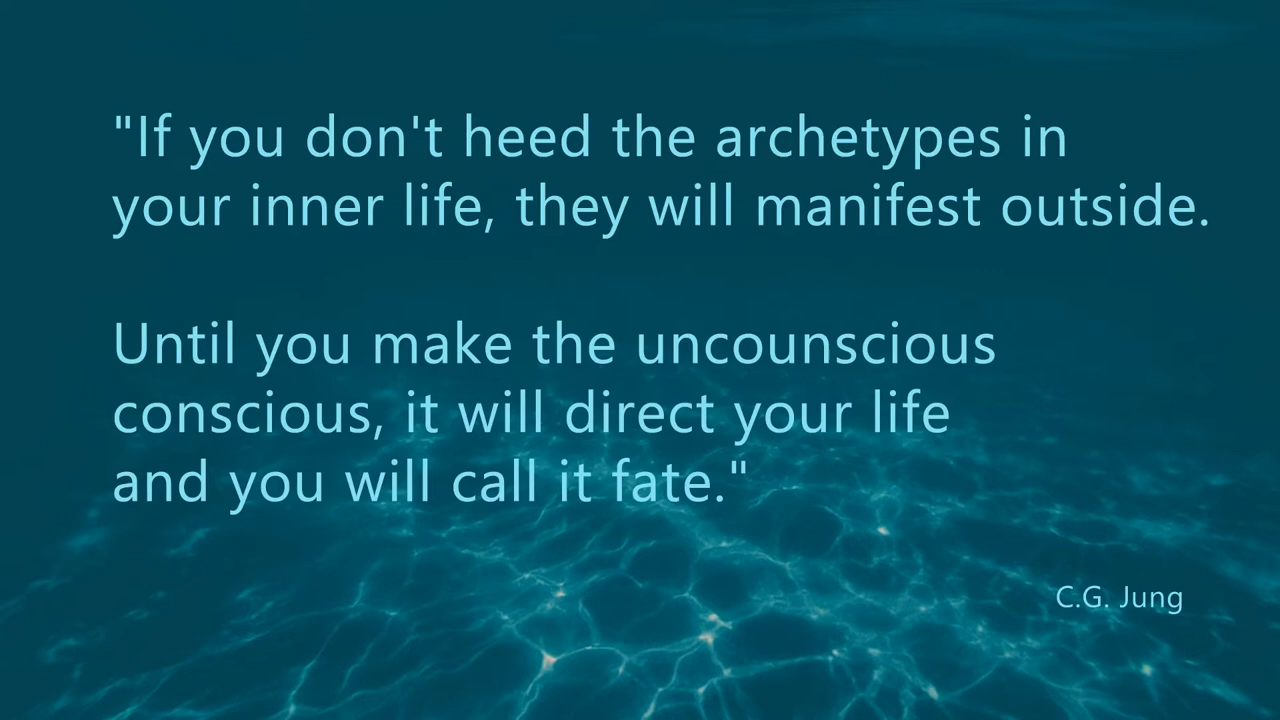 "If you don't heed the archetypes in
your inner life, they will manifest outside.
Until you make the uncounscious
conscious, it will direct your life
and you will call it fate."
C.G. Jung